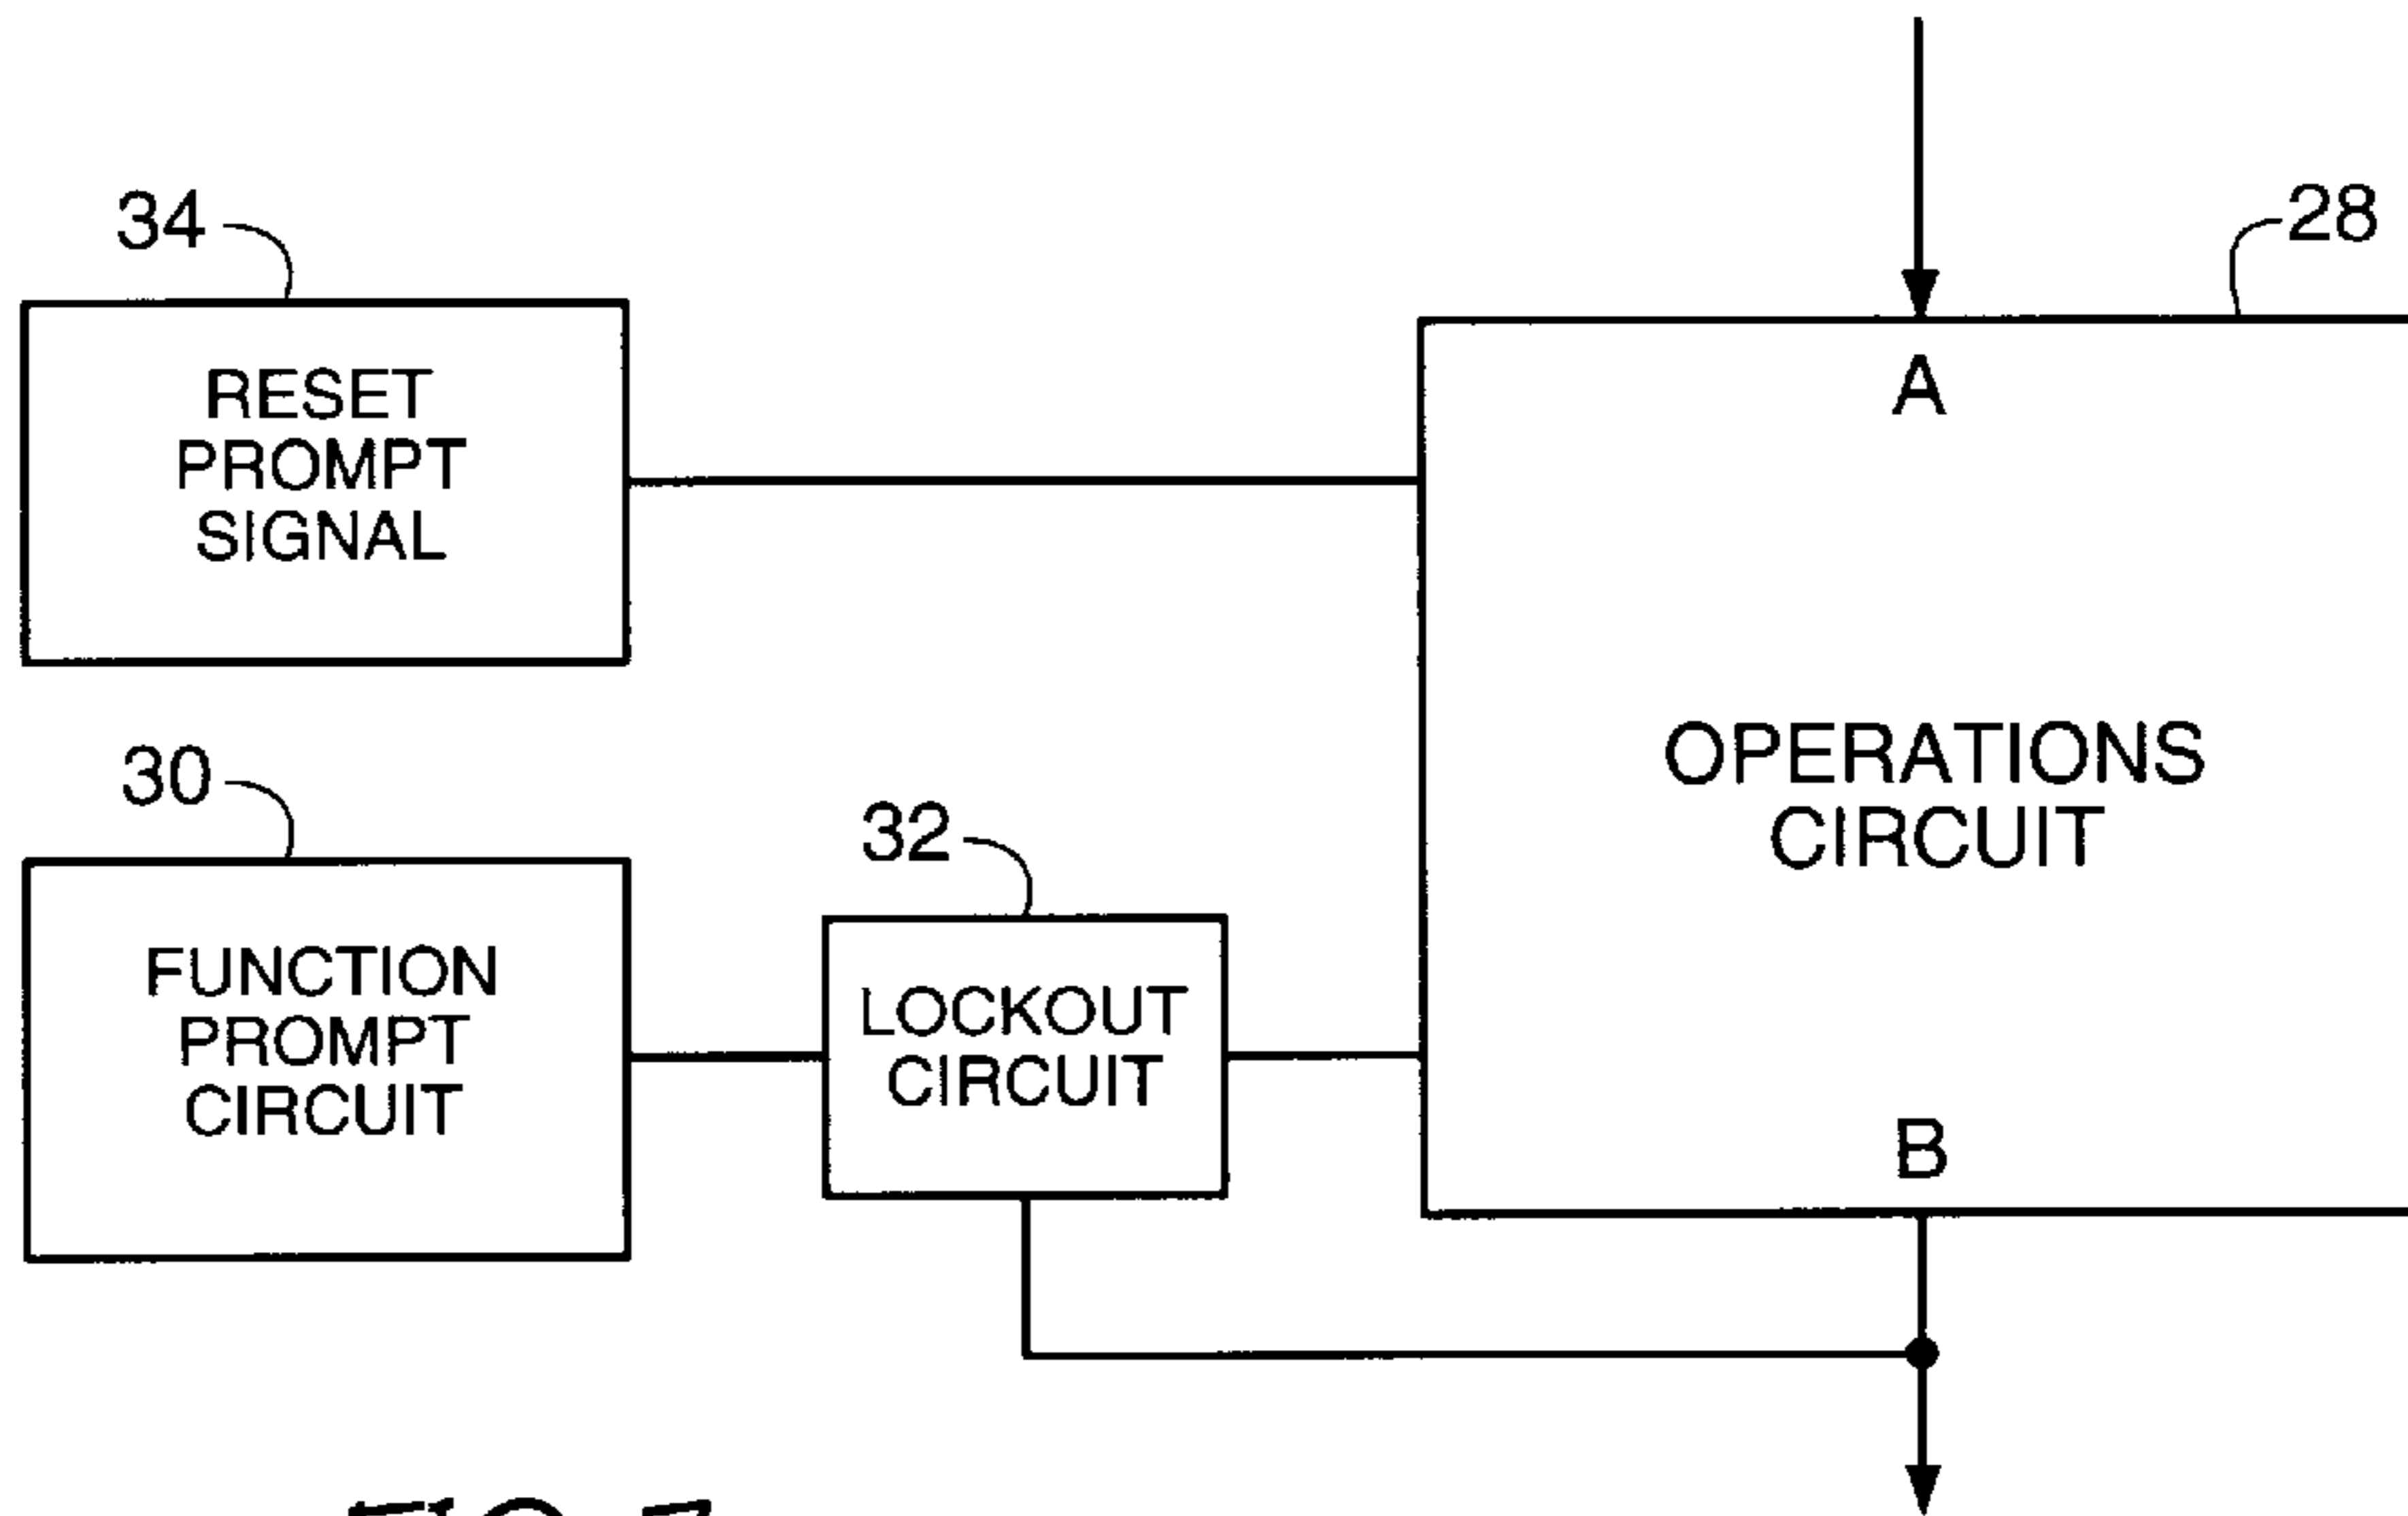 34
28
RESET
PROMPT
SIGNAL
A
30
32
OPERATIONS
CIRCUIT
FUNCTION
PROMPT
CIRCUIT
LOCKOUT
CIRCUIT
B